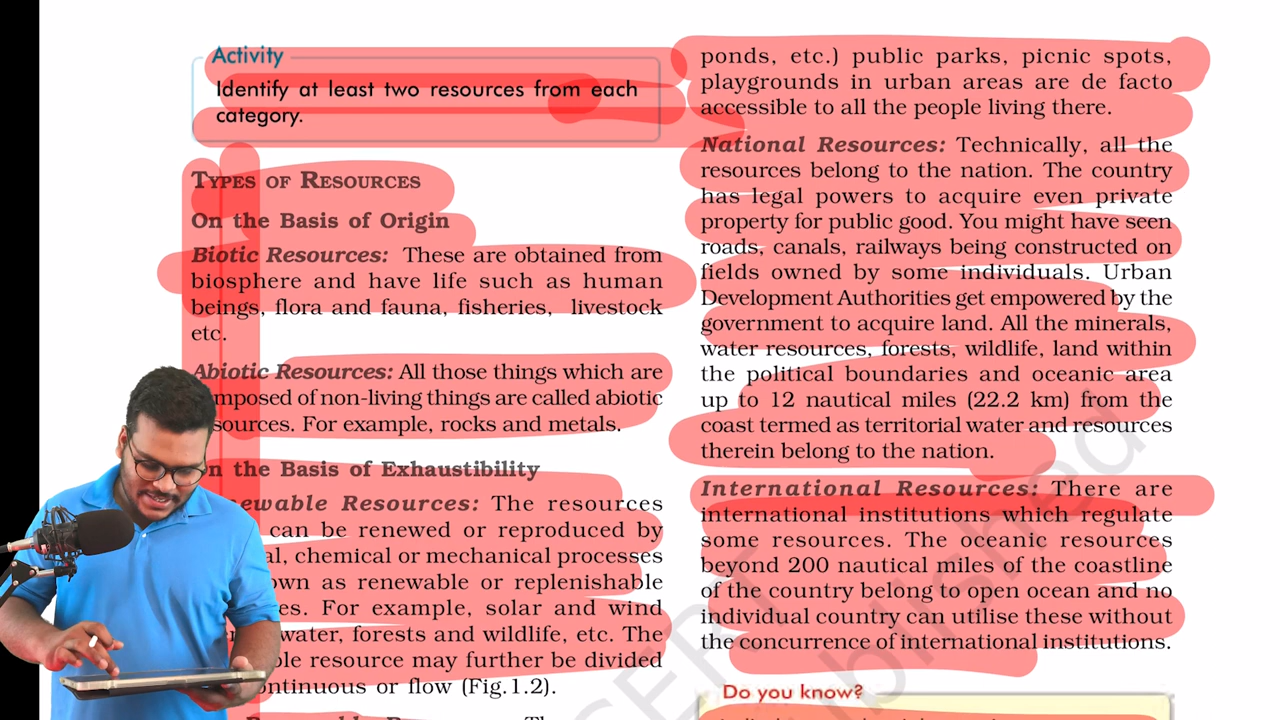 Activity
Identify at least two resources from each
category.
TYPES OF RESOURCES
On the Basis of Origin
Biotic Resources: These are obtained from
biosphere and have life such as human
beings, flora and fauna, fisheries, livestock
etc.
Abiotic Resources: All those things which are
mposed of non-living things are called abiotic
sources. For example, rocks and metals.
n the Basis of Exhaustibility
ewable Resources: The resources
can be renewed or reproduced by
al, chemical or mechanical processes
own as renewable or replenishable
es. For example, solar and wind
water, forests and wildlife, etc. The
ble resource may further be divided
ontinuous or flow (Fig.1.2).
ponds, etc.) public parks, picnic spots,
playgrounds in urban areas are de facto
accessible to all the people living there.
National Resources: Technically, all the
resources belong to the nation. The country
has legal powers to acquire even private
property for public good. You might have seen
roads, canals, railways being constructed on
fields owned by some individuals. Urban
Development Authorities get empowered by the
government to acquire land. All the minerals,
water resources, forests, wildlife, land within
the political boundaries and oceanic area
up to 12 nautical miles (22.2 km) from the
coast termed as territorial water and resources
therein belong to the nation.
International Resources: There are
international institutions which regulate
some resources. The oceanic resources
beyond 200 nautical miles of the coastline
of the country belong to open ocean and no
individual country can utilise these without
the concurrence of international institutions.
Do you know?